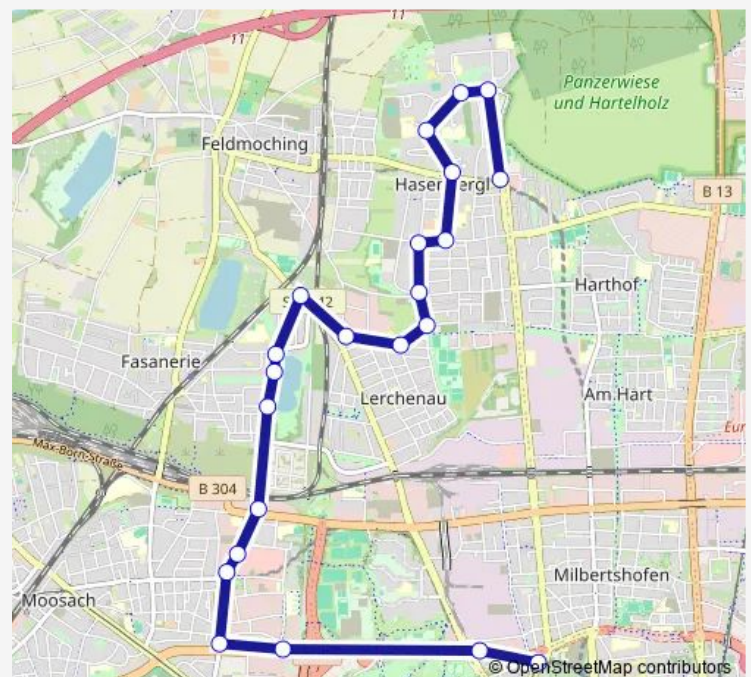 11
11
Panzerwiese
und Hartelholz
Feldmoching
B 13
Harthof
Fasanerie
Lerchenau
Am Hart
Max-Born-Straße
B 304
Milbertshofen
Moosach
© OpenStreetMap contributors